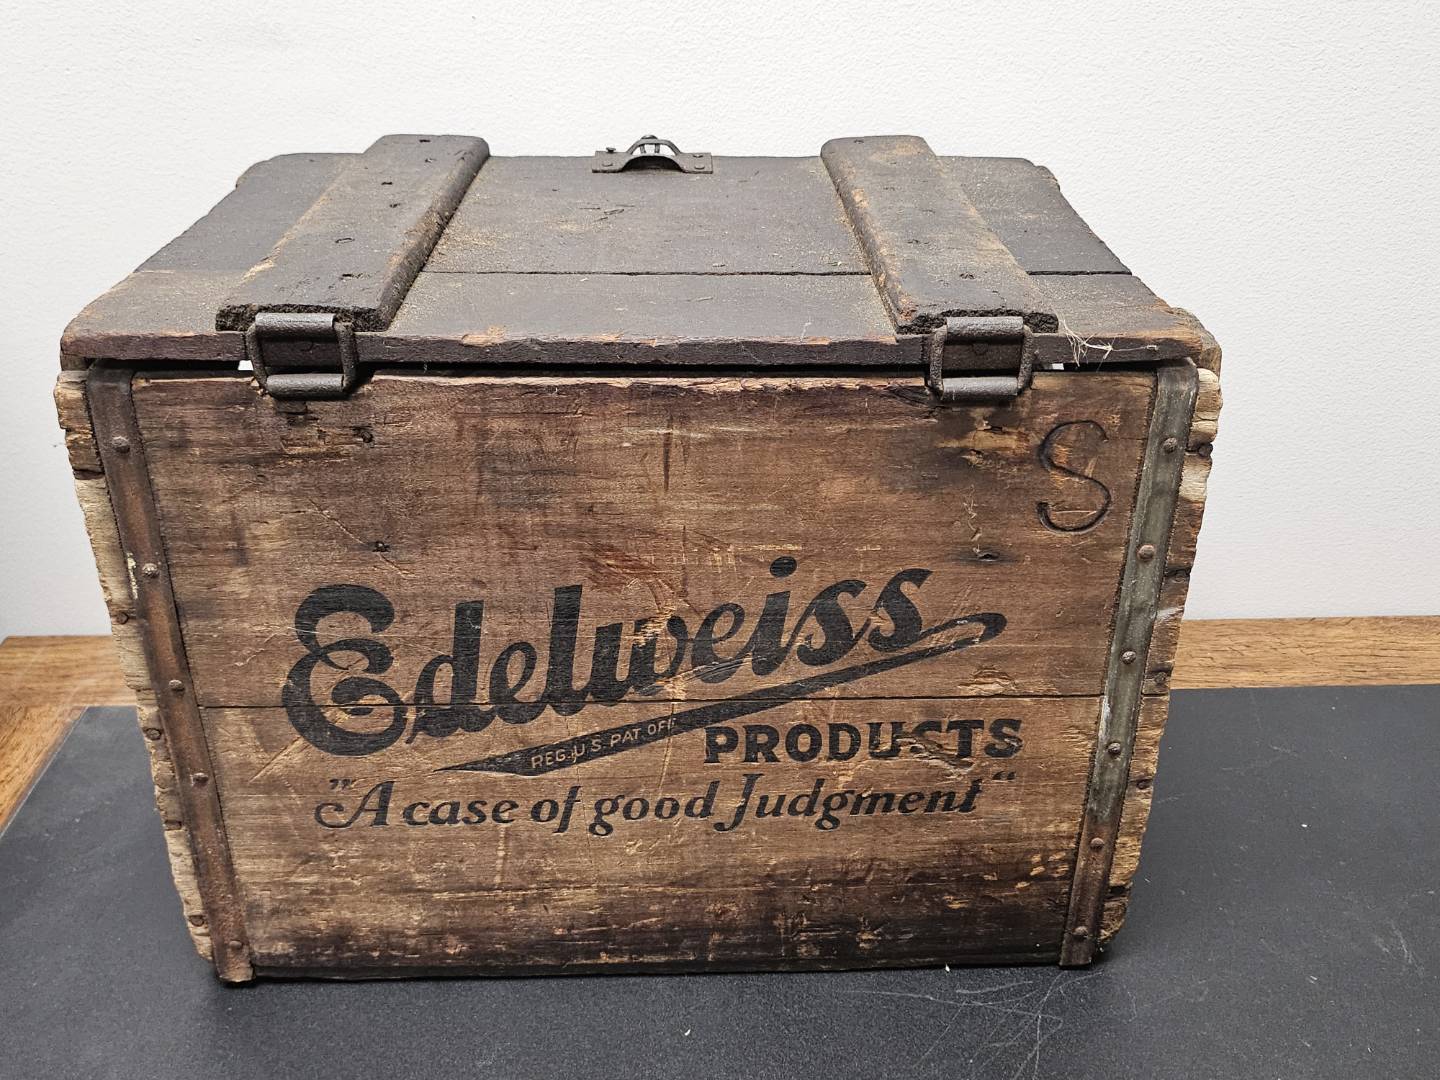 S
Edelweiss
REG. U.S. PAT. OFF.
PRODUCTS
"A case of good Judgment"